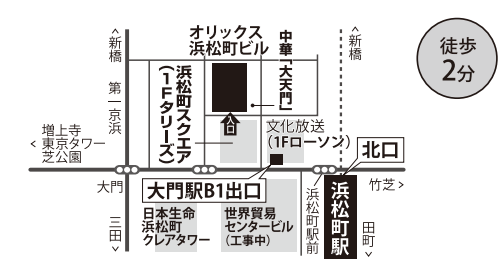 <新橋
オリックス
浜松町ビル
中華「大天門」
<新橋
徒歩
2分
第一京浜
浜松町スクエア
(1Fタリーズ)
文化放送
(1Fローソン)
<
増上寺
東京タワー
芝公園
北口
大門
大門駅B1出口
浜松町駅前
浜松町駅
竹芝>
三田>
日本生命
浜松町
クレアタワー
世界貿易
センタービル
(工事中)
田町>